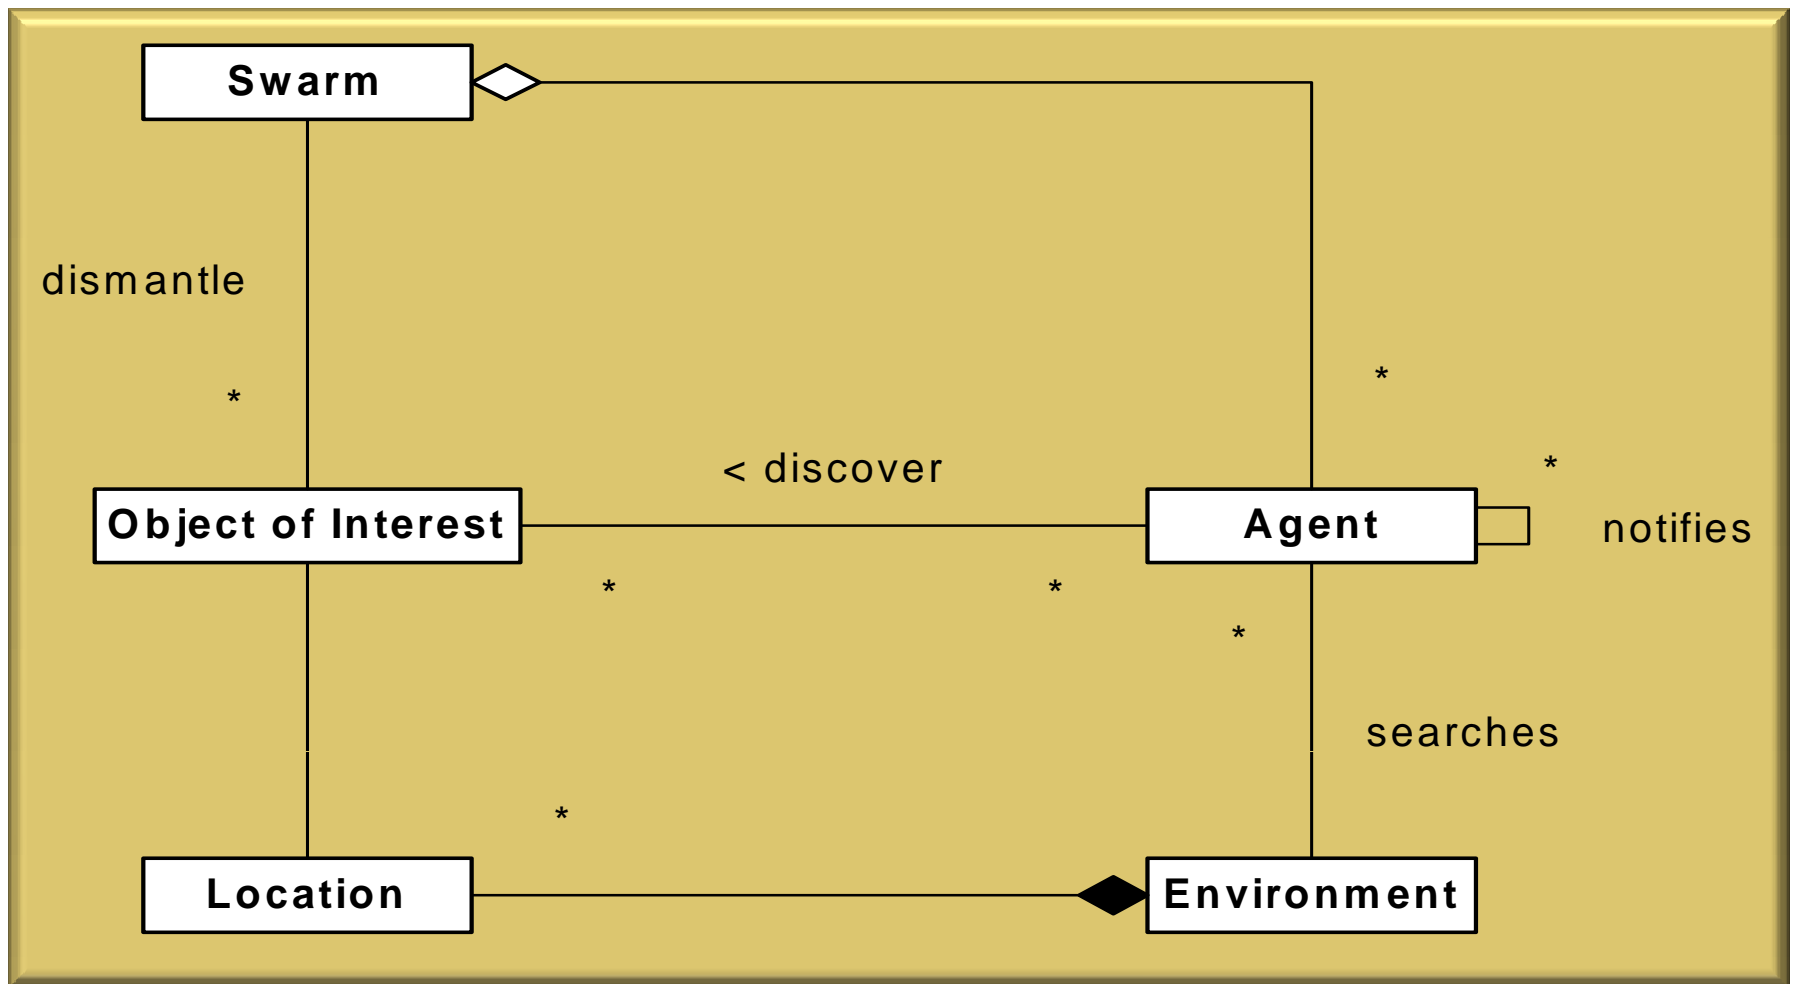 Swarm
dismantle
*
*
< discover
*
Object of Interest
Agent
notifies
*
*
*
searches
*
Location
Environment